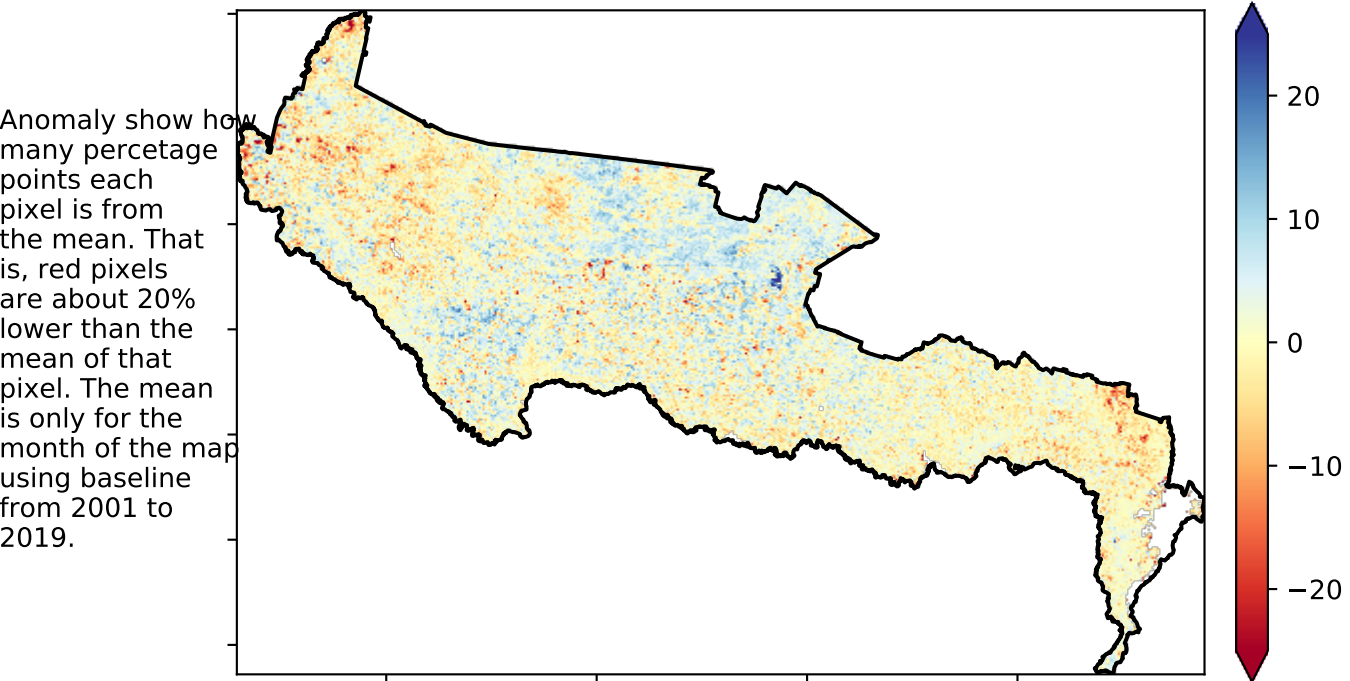 Anomaly show how
many percetage
points each
pixel is from
the mean. That
is, red pixels
are about 20%
lower than the
mean of that
pixel. The mean
is only for the
month of the map
using baseline
from 2001 to
2019.
20
10
0
−10
−20